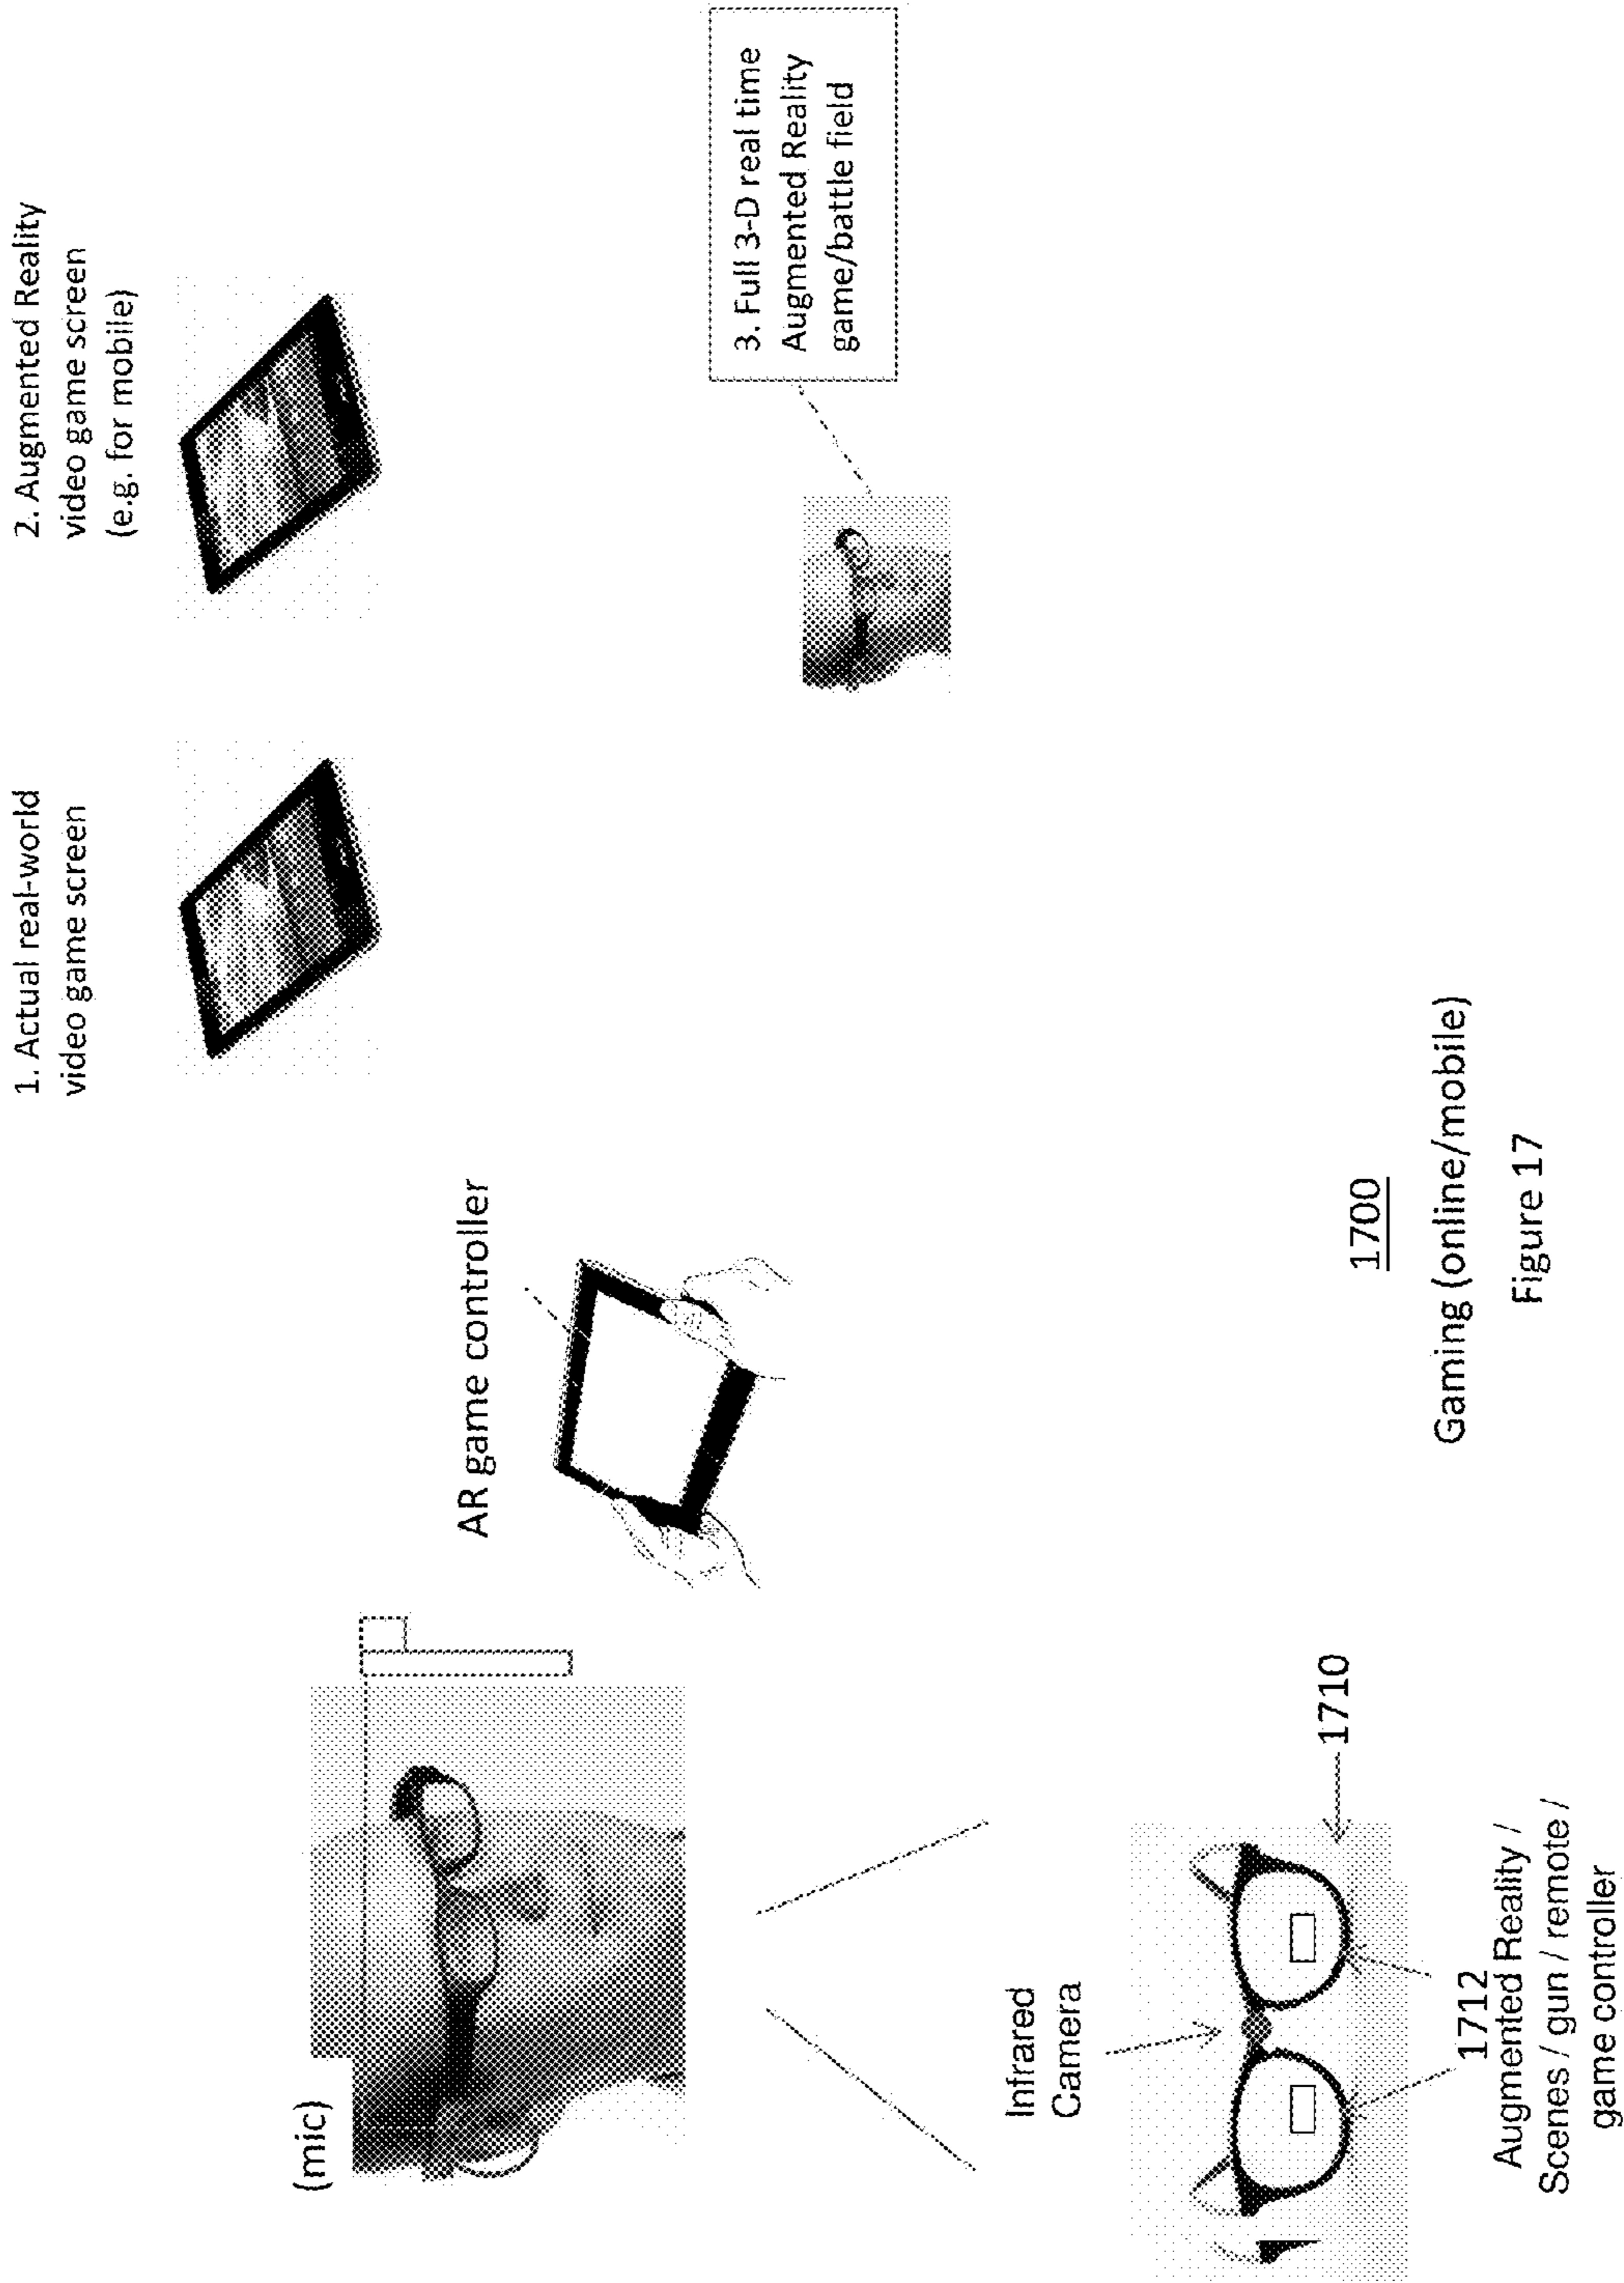 1. Actual real-world
video game screen
2. Augmented Reality
video game screen
(e.g. for mobile)
(mic)
AR game controller
3. Full 3-D real time
Augmented Reality
game/battle field
Infrared
Camera
1710
1712
Augmented Reality /
Scenes / gun / remote /
game controller
1700
Gaming (online/mobile)
Figure 17